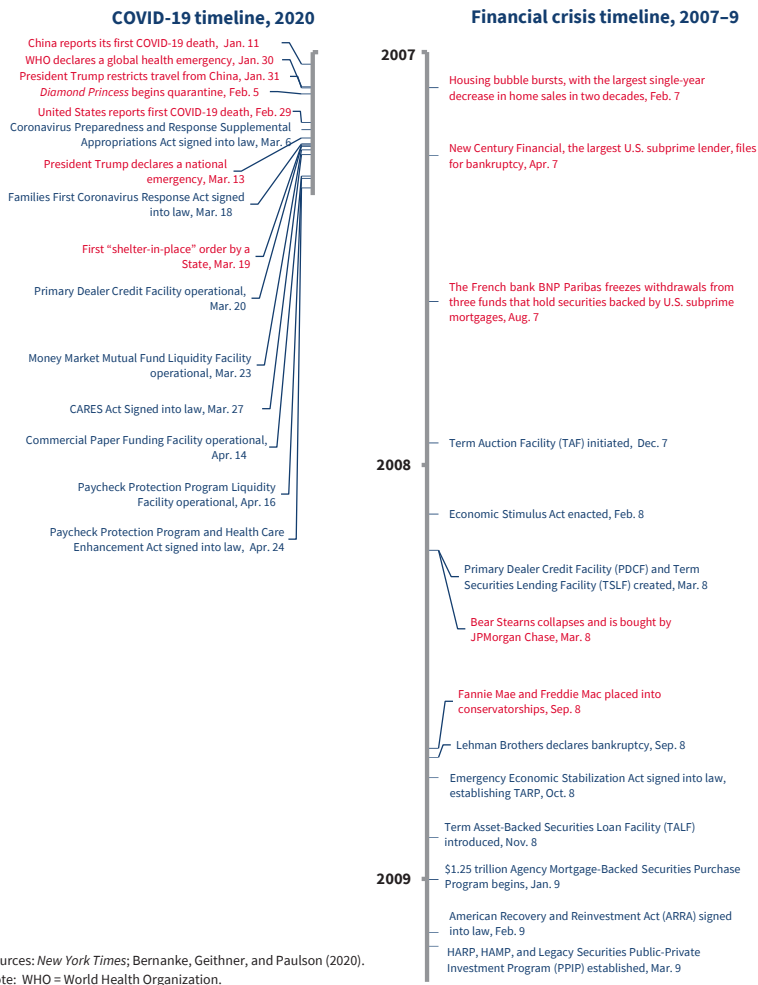 COVID-19 timeline, 2020
China reports its first COVID-19 death, Jan. 11
WHO declares a global health emergency, Jan. 30
President Trump restricts travel from China, Jan. 31
Diamond Princess begins quarantine, Feb. 5
United States reports first COVID-19 death, Feb. 29
Coronavirus Preparedness and Response Supplemental
Appropriations Act signed into law, Mar. 6
President Trump declares a national
emergency, Mar. 13
Families First Coronavirus Response Act signed
into law, Mar. 18
First “shelter-in-place” order by a
State, Mar. 19
Primary Dealer Credit Facility operational,
Mar. 20
Money Market Mutual Fund Liquidity Facility
operational, Mar. 23
CARES Act Signed into law, Mar. 27
Commercial Paper Funding Facility operational,
Apr. 14
Paycheck Protection Program Liquidity
Facility operational, Apr. 16
Paycheck Protection Program and Health Care
Enhancement Act signed into law, Apr. 24
Financial crisis timeline, 2007–9
2007
Housing bubble bursts, with the largest single-year
decrease in home sales in two decades, Feb. 7
New Century Financial, the largest U.S. subprime lender, files
for bankruptcy, Apr. 7
The French bank BNP Paribas freezes withdrawals from
three funds that hold securities backed by U.S. subprime
mortgages, Aug. 7
Term Auction Facility (TAF) initiated, Dec. 7
2008
Economic Stimulus Act enacted, Feb. 8
Primary Dealer Credit Facility (PDCF) and Term
Securities Lending Facility (TSLF) created, Mar. 8
Bear Stearns collapses and is bought by
JPMorgan Chase, Mar. 8
Fannie Mae and Freddie Mac placed into
conservatorships, Sep. 8
Lehman Brothers declares bankruptcy, Sep. 8
Emergency Economic Stabilization Act signed into law,
establishing TARP, Oct. 8
Term Asset-Backed Securities Loan Facility (TALF)
introduced, Nov. 8
2009
$1.25 trillion Agency Mortgage-Backed Securities Purchase
Program begins, Jan. 9
American Recovery and Reinvestment Act (ARRA) signed
into law, Feb. 9
HARP, HAMP, and Legacy Securities Public-Private
Investment Program (PPIP) established, Mar. 9
urces: New York Times; Bernanke, Geithner, and Paulson (2020).
te: WHO = World Health Organization.